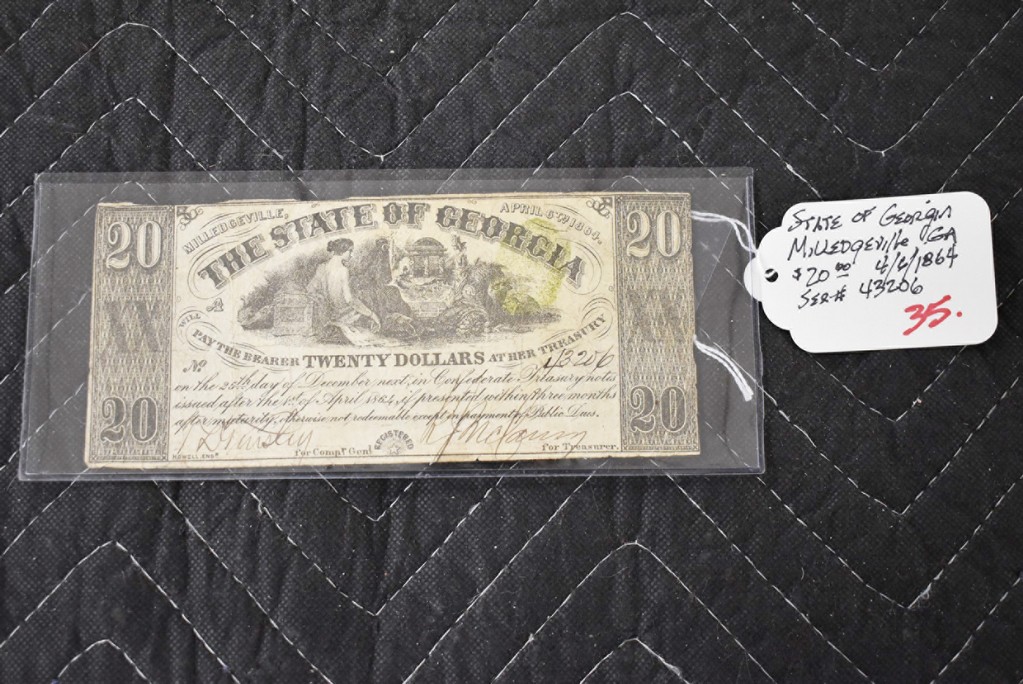 20 20
MILLEDGEVILLE, APRIL 6TH 1864.
THE STATE OF GEORGIA
WILL
A
PAY THE BEARER TWENTY DOLLARS AT HER TREASURY
No 43206
on the 25th day of December next, in Confederate Treasury notes
issued after the 1st of April 1864, if presented within three months
after maturity, otherwise not redeemable except in payment of Public Dues.
for Compt Genl REGISTERED for Treasurer.
HOWELL, ENGR.
XX XX
20 20
STATE OF GEORGIA
MILLEDGEVILLE, GA
$20.00 4/6/1864
SER# 43206
35.